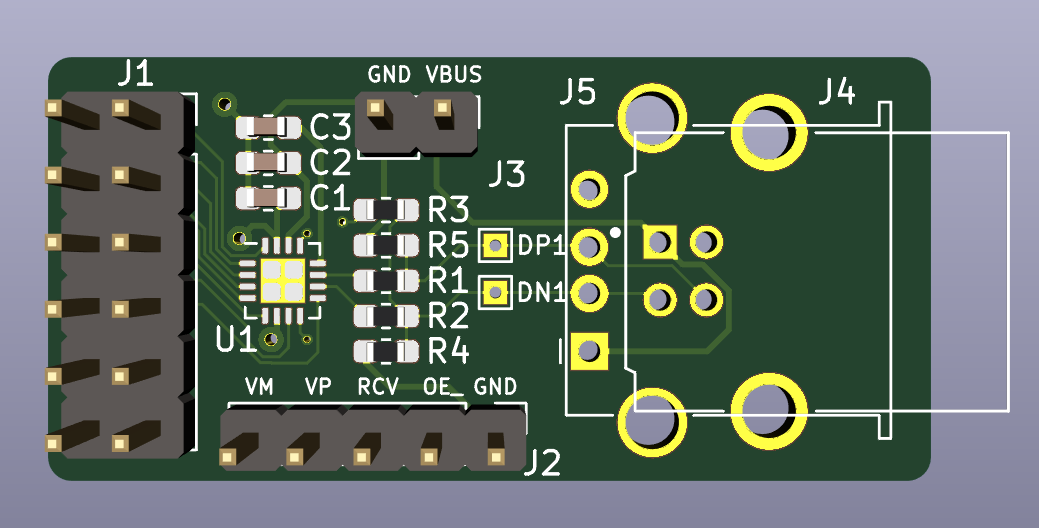 J1
GND VBUS
J5
J4
C3
C2
J3
C1
R3
R5
DP1
R1
DN1
R2
U1
R4
VM VP RCV OE_ GND
J2